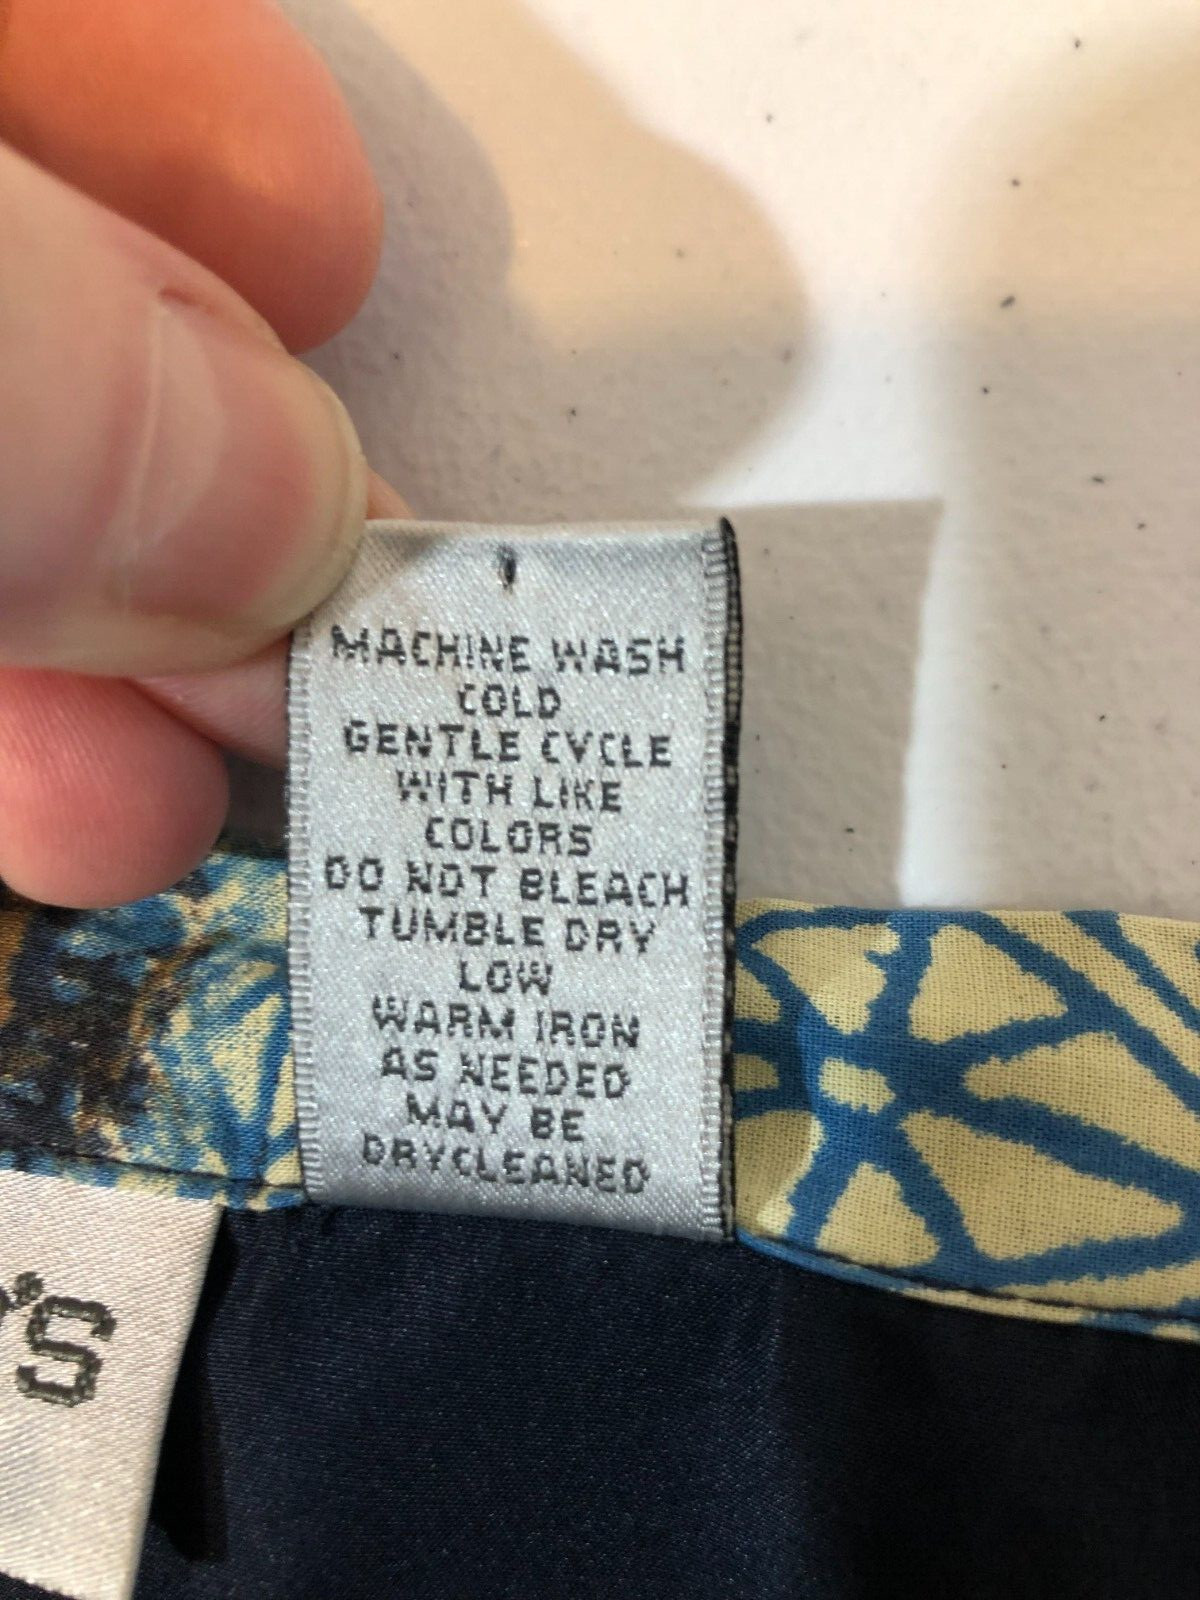 MACHINE WASH
COLD
GENTLE CYCLE
WITH LIKE
COLORS
DO NOT BLEACH
TUMBLE DRY
LOW
WARM IRON
AS NEEDED
MAY BE
DRYCLEANED